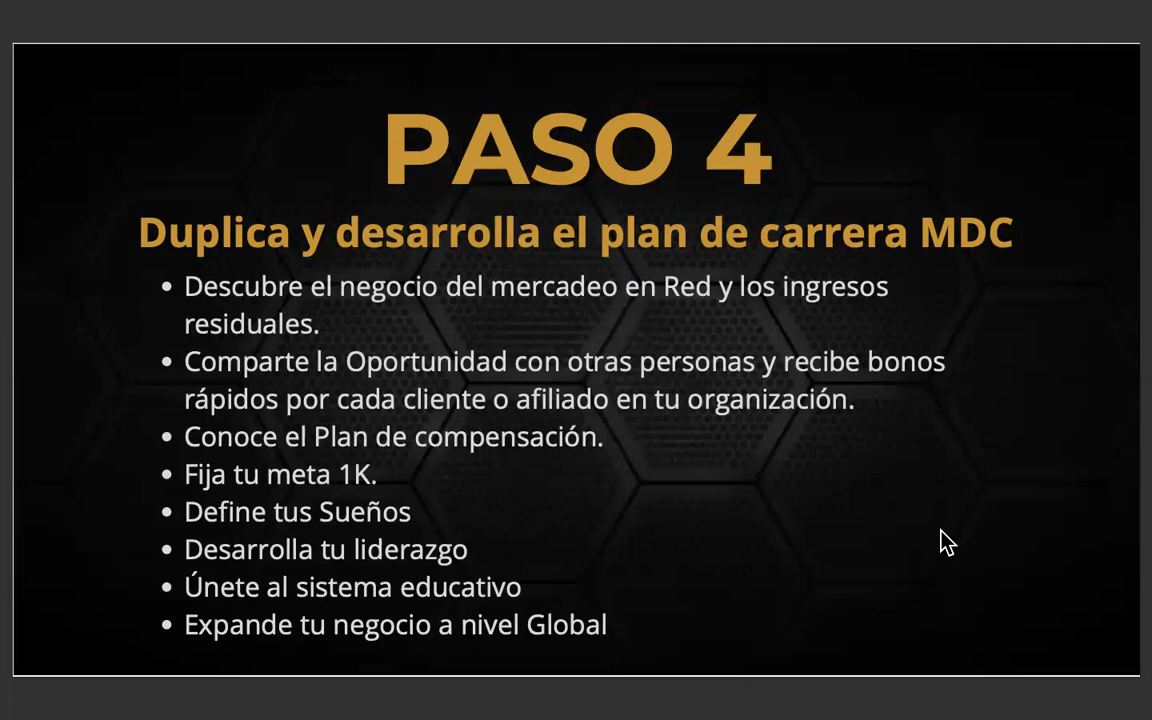 PASO 4
Duplica y desarrolla el plan de carrera MDC
• Descubre el negocio del mercadeo en Red y los ingresos
residuales.
• Comparte la Oportunidad con otras personas y recibe bonos
rápidos por cada cliente o afiliado en tu organización.
• Conoce el Plan de compensación.
• Fija tu meta 1K.
• Define tus Sueños
• Desarrolla tu liderazgo
• Únete al sistema educativo
• Expande tu negocio a nivel Global